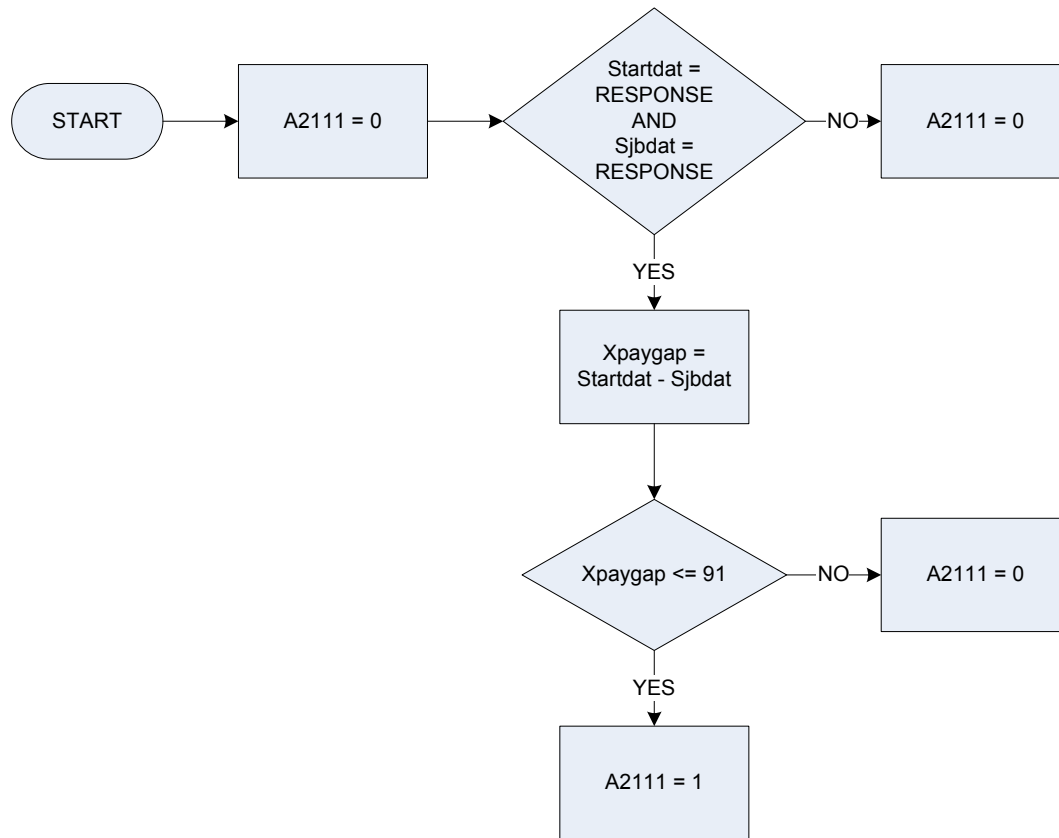 START
A2111 = 0
Startdat =
RESPONSE
AND
Sjbdat =
RESPONSE
NO
A2111 = 0
YES
Xpaygap =
Startdat - Sjbdat
Xpaygap <= 91
NO
A2111 = 0
YES
A2111 = 1